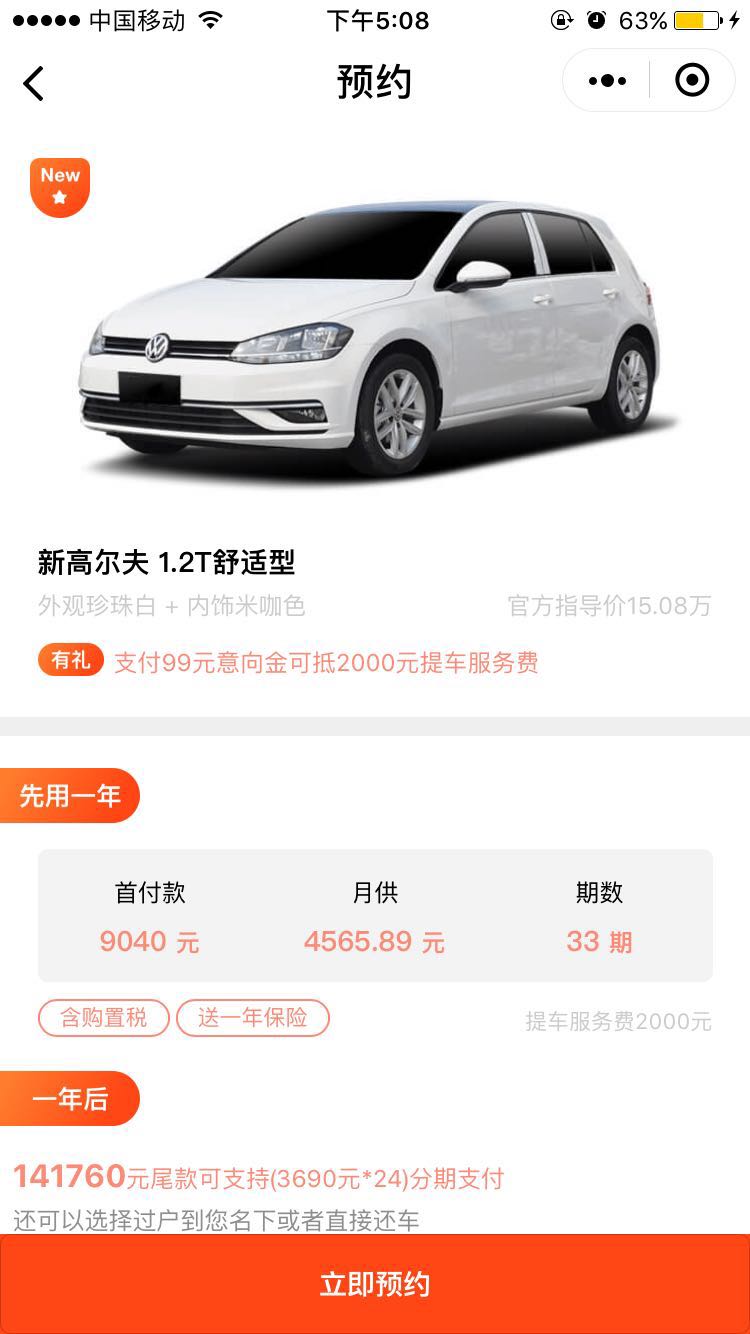 中国移动 下午5:08 63%
预约
New
新高尔夫 1.2T舒适型
外观珍珠白 + 内饰米咖色 官方指导价15.08万
有礼 支付99元意向金可抵2000元提车服务费
先用一年
首付款 月供 期数
9040 元 4565.89 元 33 期
含购置税 送一年保险 提车服务费2000元
一年后
141760元尾款可支持(3690元*24)分期支付
还可以选择过户到您名下或者直接还车
立即预约